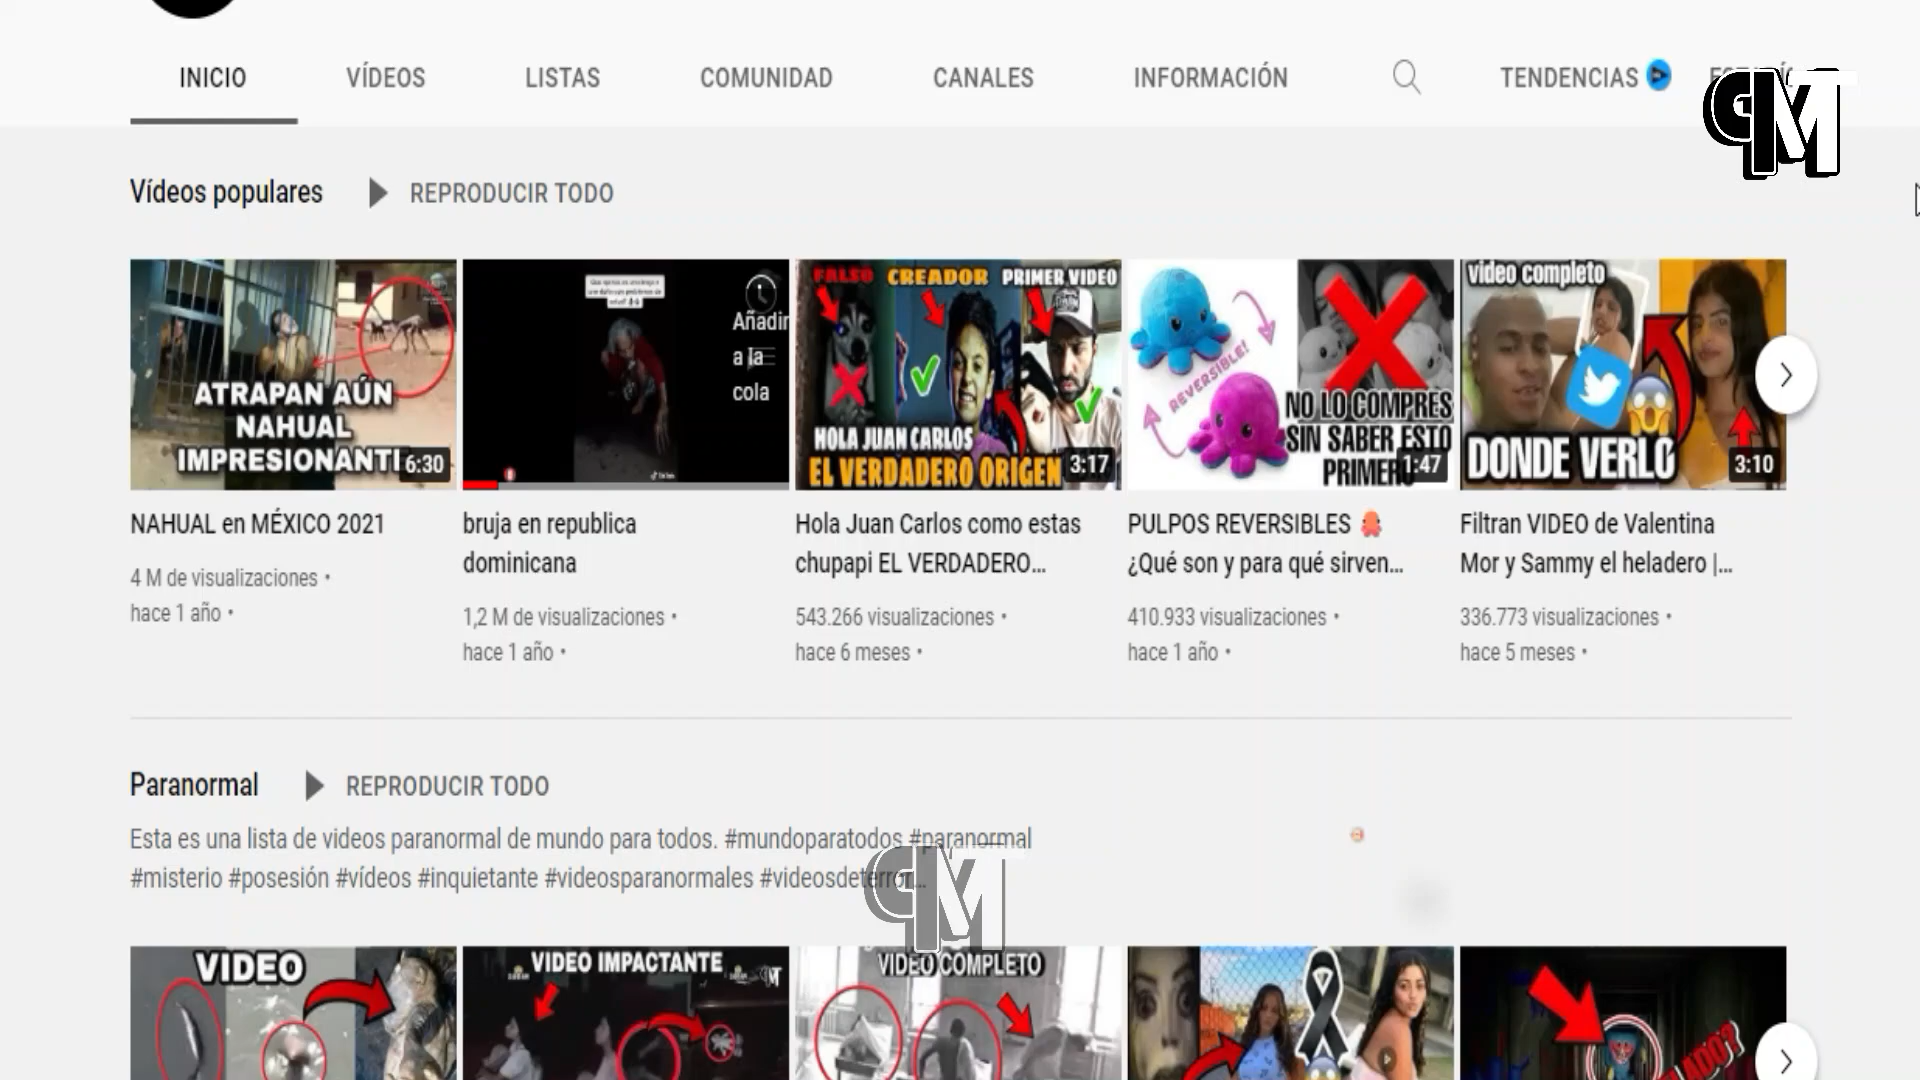 INICIO VÍDEOS LISTAS COMUNIDAD CANALES INFORMACIÓN TENDENCIAS
PMT
Vídeos populares REPRODUCIR TODO
ATRAPAN AÚN
NAHUAL
IMPRESIONANTE
6:30
Añadir
a la
cola
FALSO CREADOR PRIMER VIDEO
HOLA JUAN CARLOS
EL VERDADERO ORIGEN
3:17
REVERSIBLE!
NO LO COMPRES
SIN SABER ESTO
PRIMERO
1:47
video completo
DONDE VERLO
3:10
NAHUAL en MÉXICO 2021
4 M de visualizaciones •
hace 1 año •
bruja en republica
dominicana
1,2 M de visualizaciones •
hace 1 año •
Hola Juan Carlos como estas
chupapi EL VERDADERO...
543.266 visualizaciones •
hace 6 meses •
PULPOS REVERSIBLES 🐙
¿Qué son y para qué sirven...
410.933 visualizaciones •
hace 1 año •
Filtran VIDEO de Valentina
Mor y Sammy el heladero |...
336.773 visualizaciones •
hace 5 meses •
Paranormal REPRODUCIR TODO
Esta es una lista de videos paranormal de mundo para todos. #mundoparatodos #paranormal
#misterio #posesión #vídeos #inquietante #videosparanormales #videosdeterror...
PMT
VIDEO
VIDEO IMPACTANTE
VIDEO COMPLETO